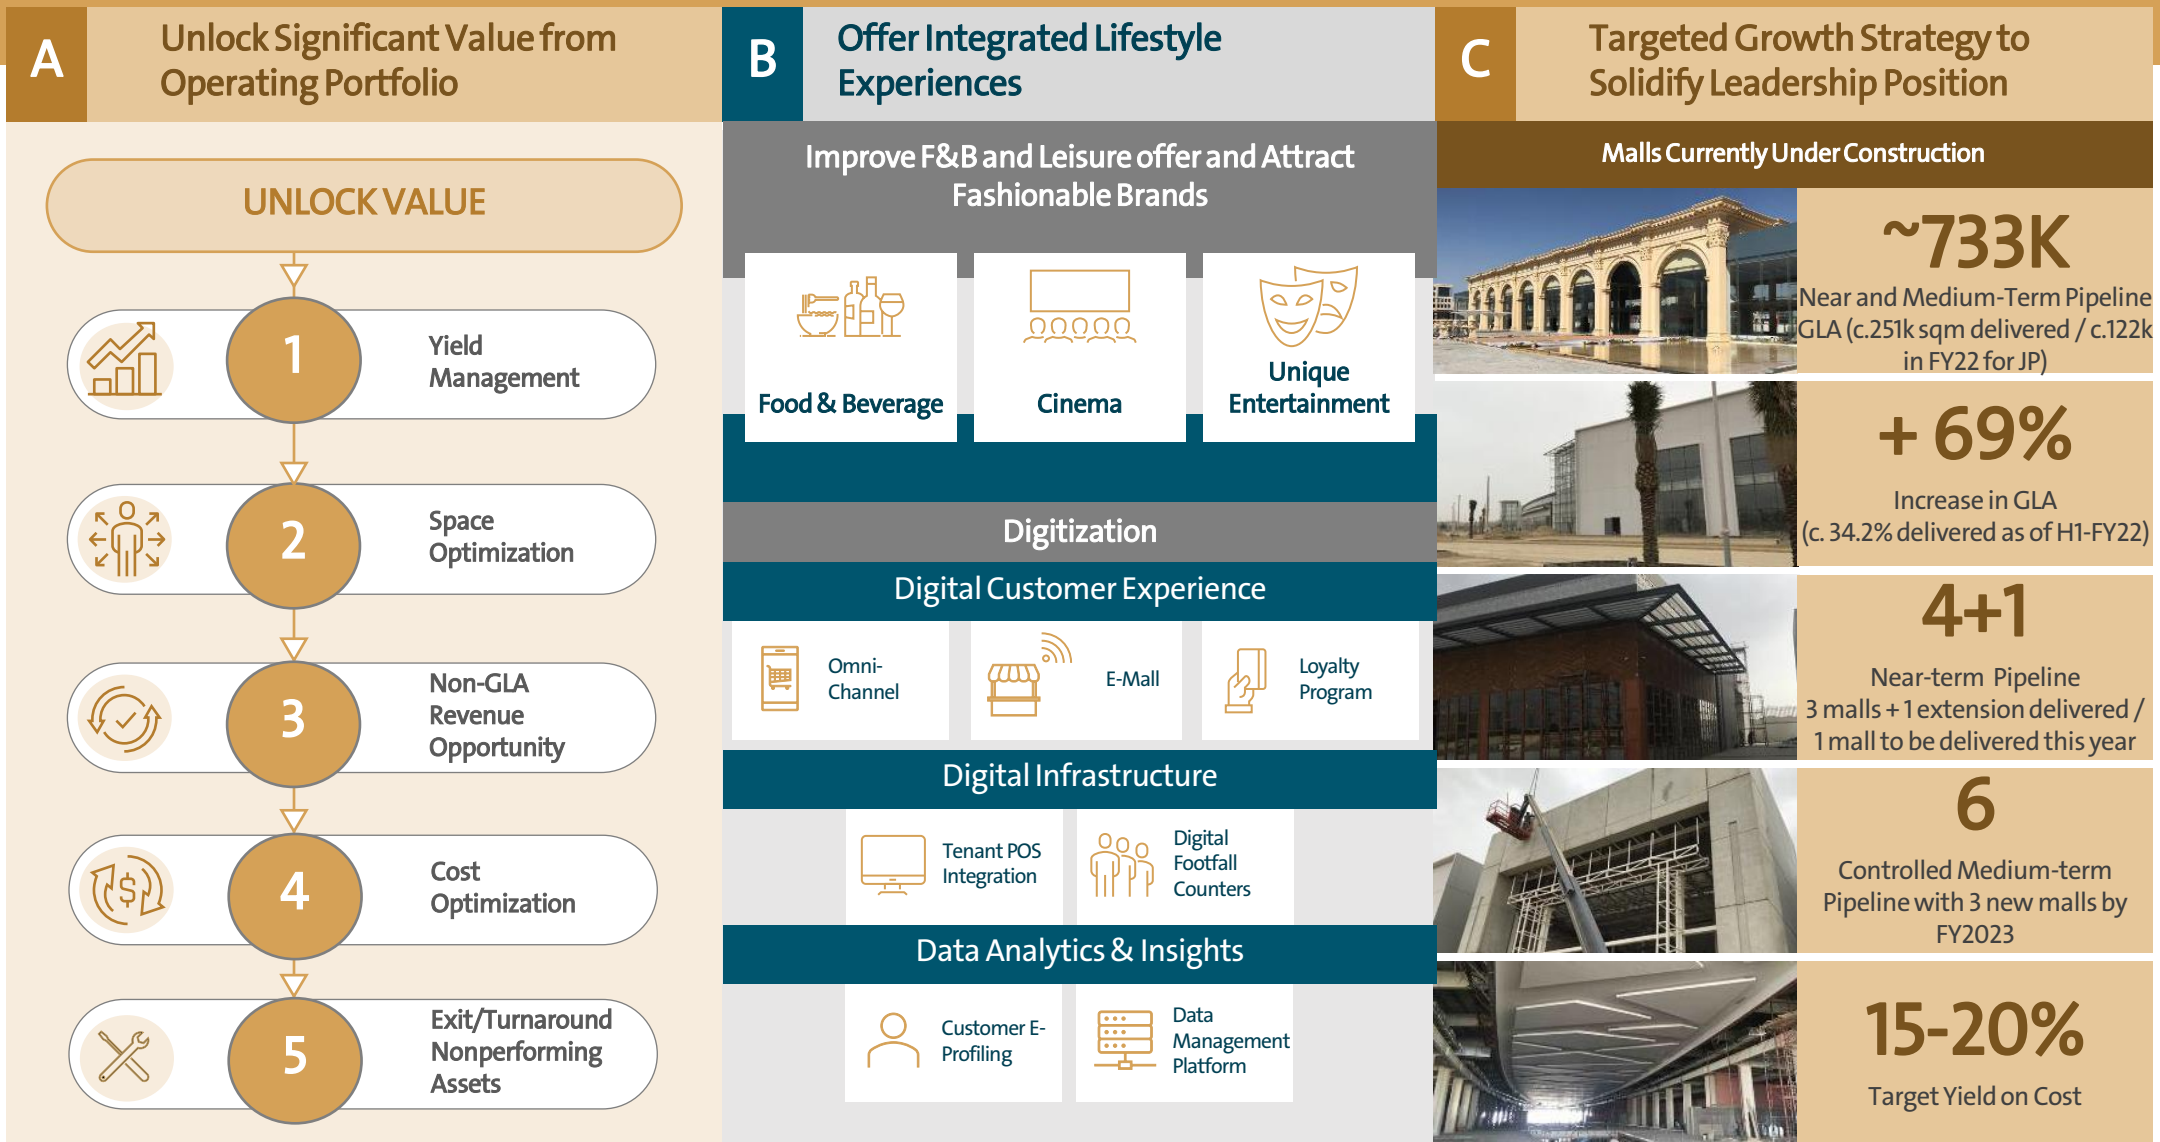 A
Unlock Significant Value from
Operating Portfolio
UNLOCK VALUE
1
Yield
Management
2
Space
Optimization
3
Non-GLA
Revenue
Opportunity
$
4
Cost
Optimization
5
Exit/Turnaround
Nonperforming
Assets
B
Offer Integrated Lifestyle
Experiences
Improve F&B and Leisure offer and Attract
Fashionable Brands
Food & Beverage
Cinema
Unique
Entertainment
Digitization
Digital Customer Experience
Omni-
Channel
E-Mall
Loyalty
Program
Digital Infrastructure
Tenant POS
Integration
Digital
Footfall
Counters
Data Analytics & Insights
Customer E-
Profiling
Data
Management
Platform
C
Targeted Growth Strategy to
Solidify Leadership Position
Malls Currently Under Construction
~733K
Near and Medium-Term Pipeline
GLA (c.251k sqm delivered / c.122k
in FY22 for JP)
+ 69%
Increase in GLA
(c. 34.2% delivered as of H1-FY22)
4+1
Near-term Pipeline
3 malls + 1 extension delivered /
1 mall to be delivered this year
6
Controlled Medium-term
Pipeline with 3 new malls by
FY2023
15-20%
Target Yield on Cost